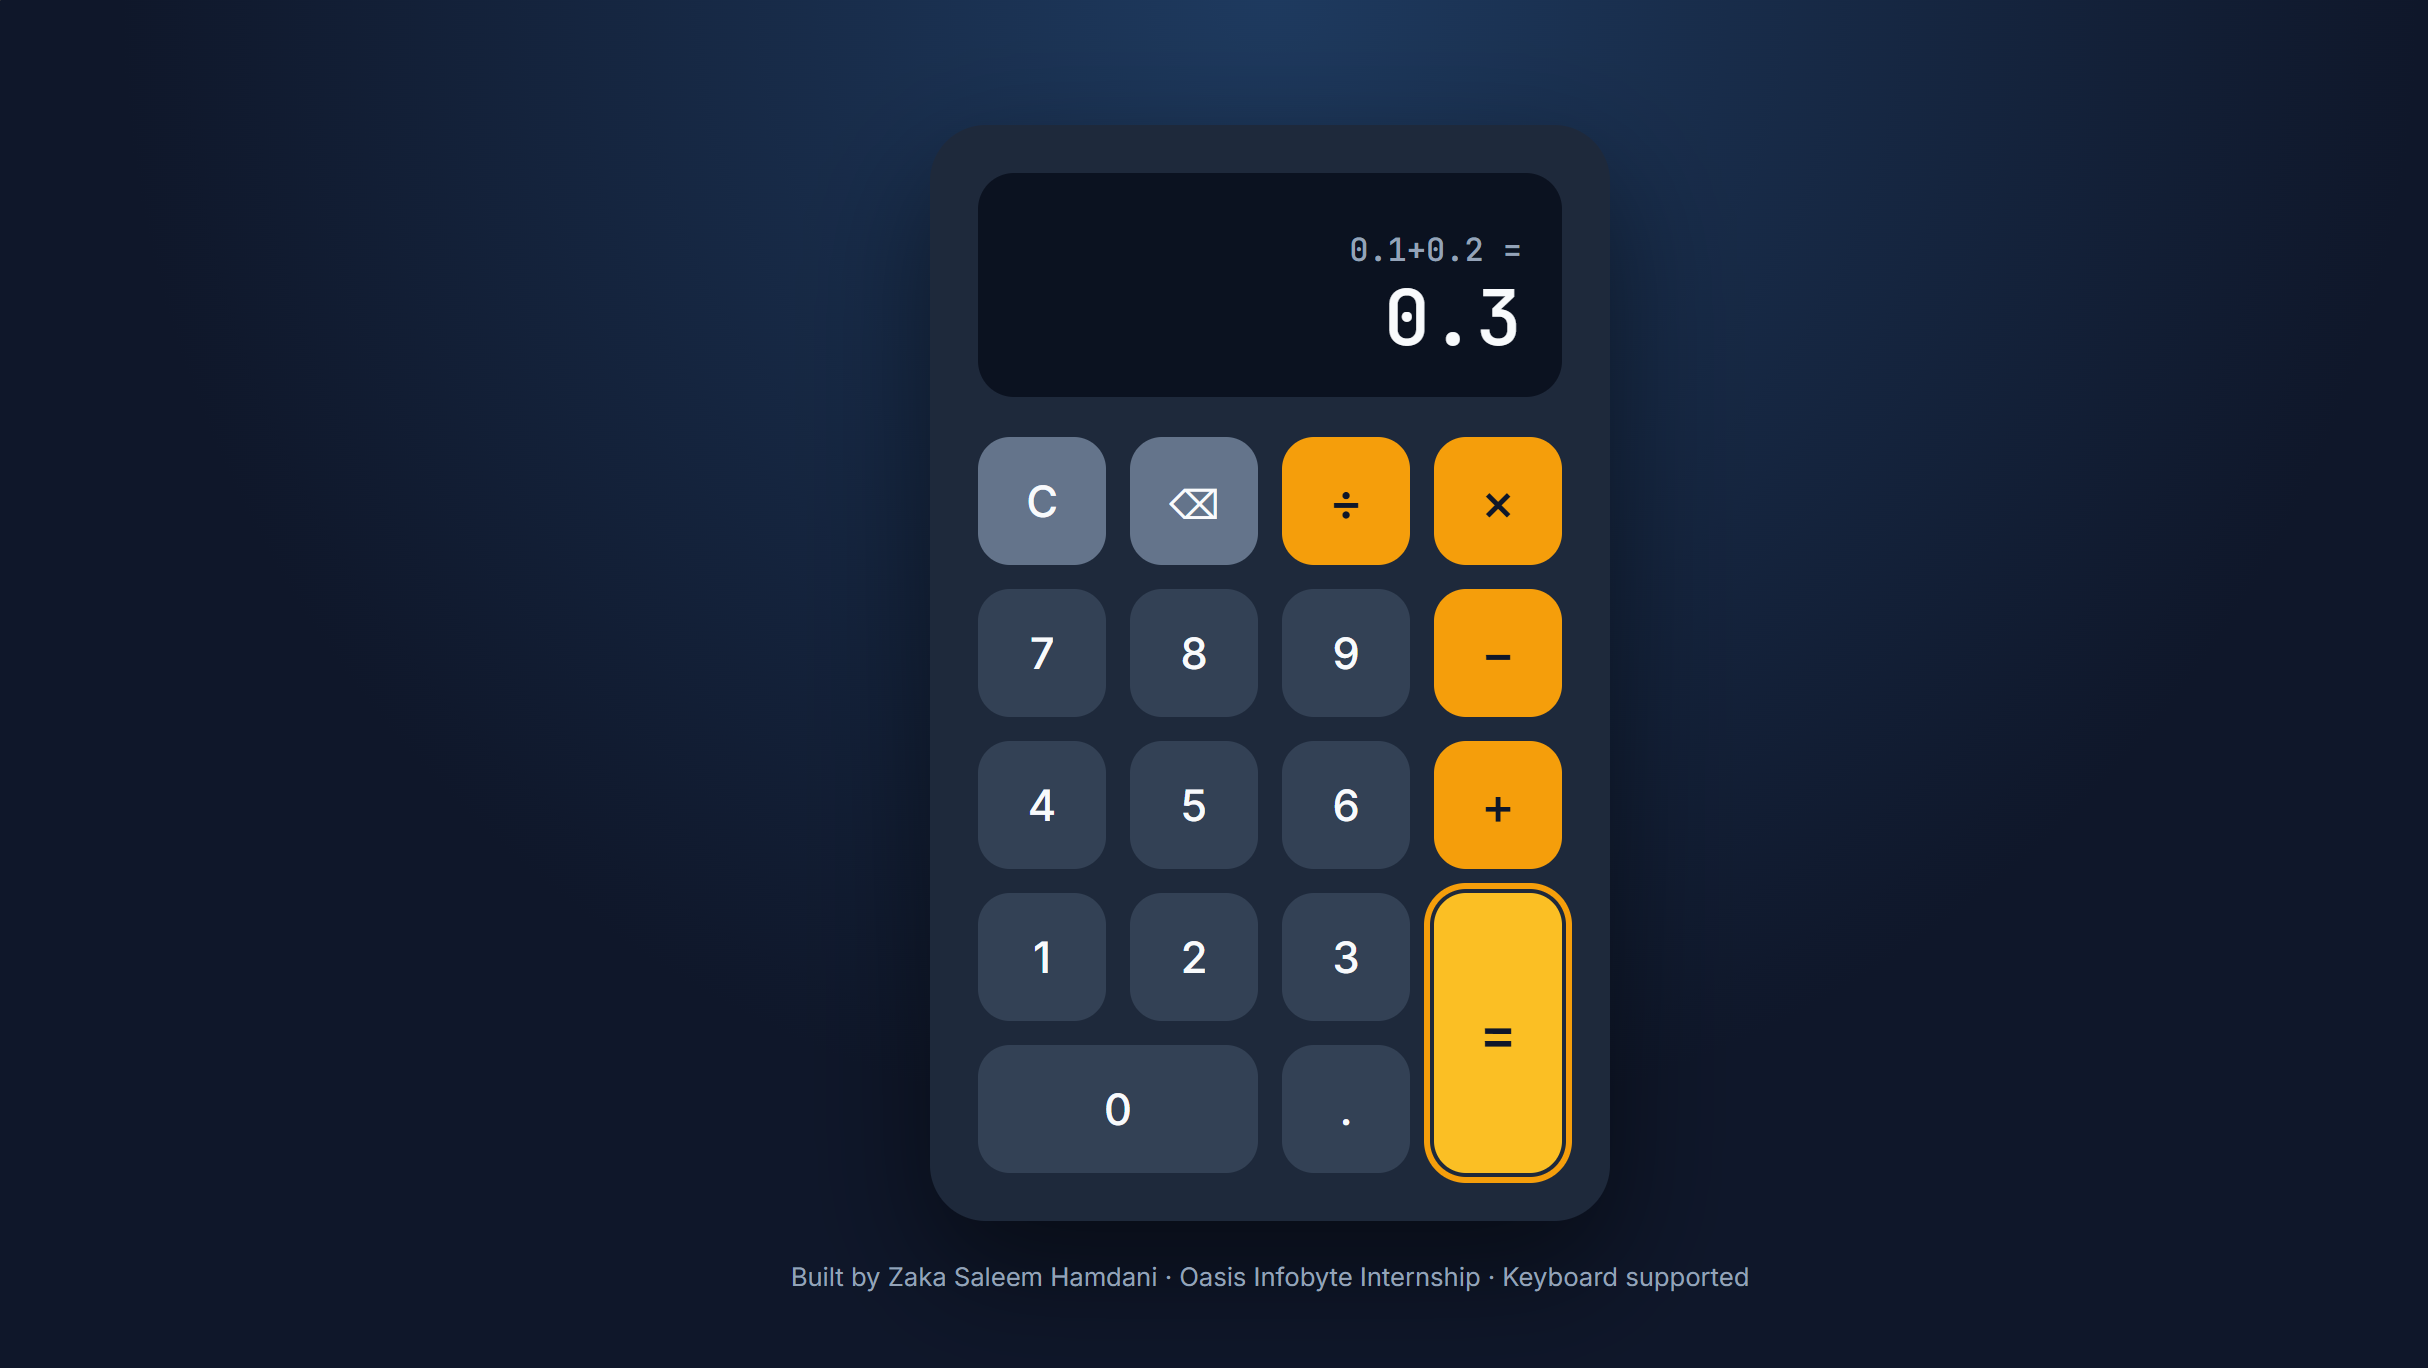 0.1+0.2 =
0.3
C ⌫ ÷ ×
7 8 9 −
4 5 6 +
1 2 3 =
0 .
Built by Zaka Saleem Hamdani · Oasis Infobyte Internship · Keyboard supported